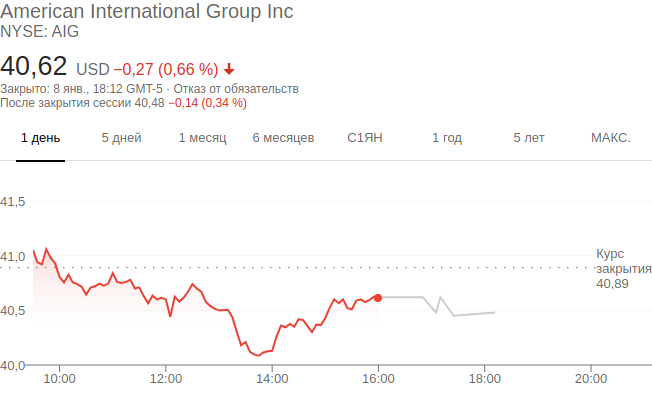 American International Group Inc
NYSE: AIG
40,62 USD −0,27 (0,66 %)
Закрыто: 8 янв., 18:12 GMT-5 · Отказ от обязательств
После закрытия сессии 40,48 −0,14 (0,34 %)
1 день 5 дней 1 месяц 6 месяцев С1ЯН 1 год 5 лет МАКС.
41,5
41,0
40,5
40,0
Курс
закрытия
40,89
10:00 12:00 14:00 16:00 18:00 20:00